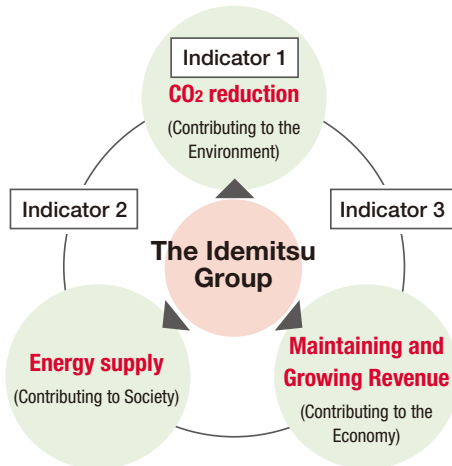 Indicator 1
CO2 reduction
(Contributing to the
Environment)
Indicator 2
Indicator 3
The Idemitsu
Group
Energy supply
(Contributing to Society)
Maintaining and
Growing Revenue
(Contributing to the
Economy)